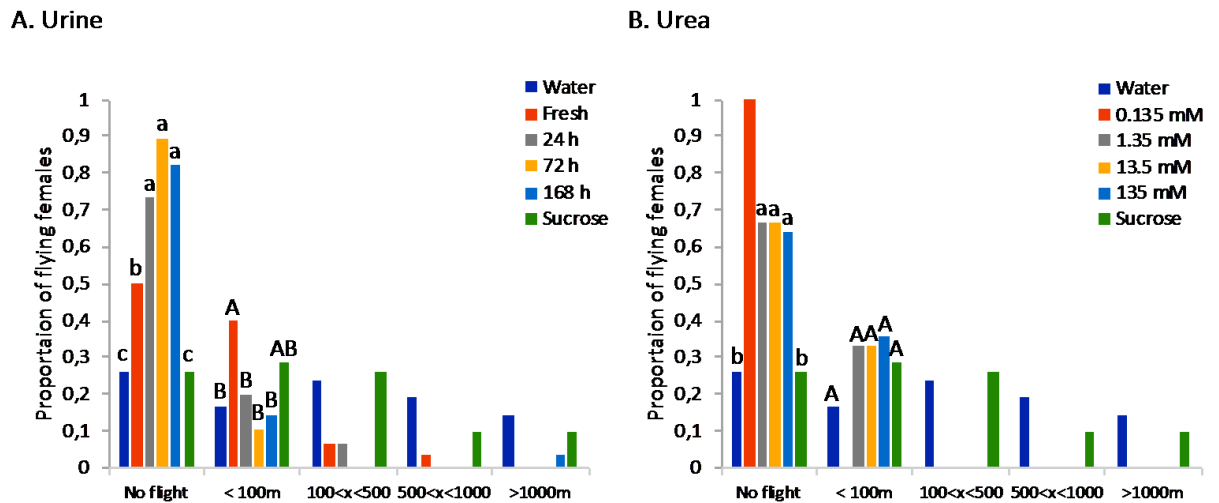 A. Urine
Water
Fresh
24 h
72 h
168 h
Sucrose
Proportaion of flying females
1
0,9
0,8
0,7
0,6
0,5
0,4
0,3
0,2
0,1
0
c
b
a
a
a
c
B
A
B
B
B
AB
No flight
< 100m
100<x<500
500<x<1000
>1000m
B. Urea
Water
0.135 mM
1.35 mM
13.5 mM
135 mM
Sucrose
Proportaion of flying females
1
0,9
0,8
0,7
0,6
0,5
0,4
0,3
0,2
0,1
0
b
a
a
a
b
A
A
A
A
A
No flight
< 100m
100<x<500
500<x<1000
>1000m